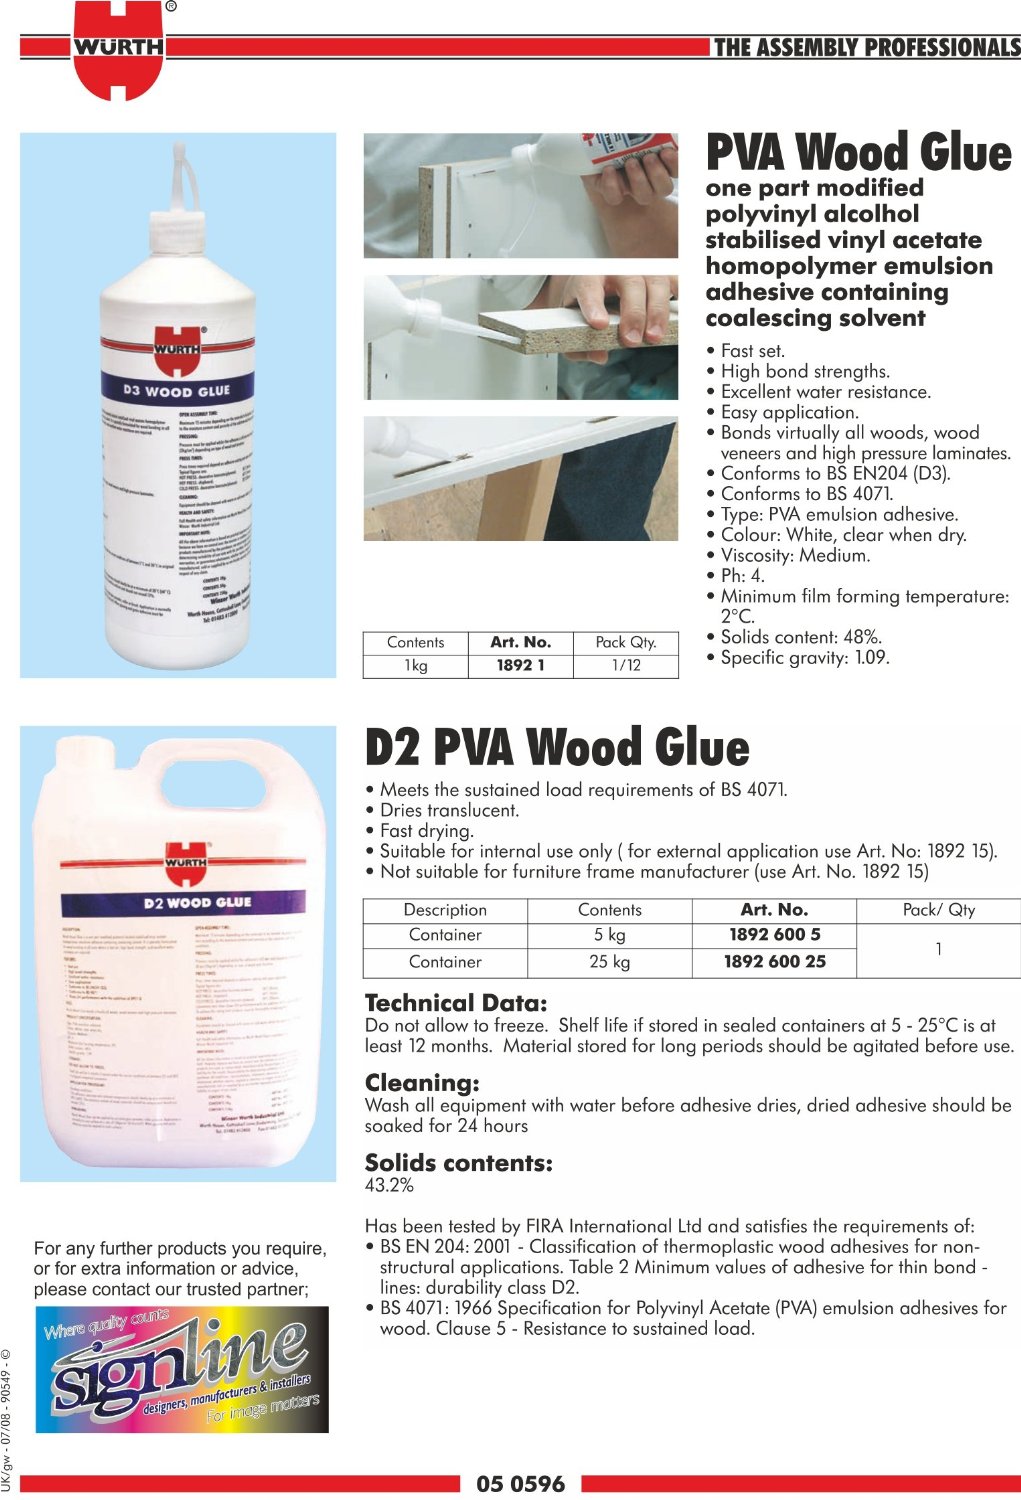 WÜRTH
®
THE ASSEMBLY PROFESSIONALS
PVA Wood Glue
one part modified
polyvinyl alcolhol
stabilised vinyl acetate
homopolymer emulsion
adhesive containing
coalescing solvent
• Fast set.
• High bond strengths.
• Excellent water resistance.
• Easy application.
• Bonds virtually all woods, wood
veneers and high pressure laminates.
• Conforms to BS EN204 (D3).
• Conforms to BS 4071.
• Type: PVA emulsion adhesive.
• Colour: White, clear when dry.
• Viscosity: Medium.
• Ph: 4.
• Minimum film forming temperature:
2°C.
• Solids content: 48%.
• Specific gravity: 1.09.
WÜRTH
D3 WOOD GLUE
OPEN ASSEMBLY TIME:
PRESSING:
PRESS TIMES:
CLEANING:
HEALTH AND SAFETY:
IMPORTANT NOTE:
Contents Art. No. Pack Qty.
1kg 1892 1 1/12
D2 PVA Wood Glue
• Meets the sustained load requirements of BS 4071.
• Dries translucent.
• Fast drying.
• Suitable for internal use only ( for external application use Art. No: 1892 15).
• Not suitable for furniture frame manufacturer (use Art. No. 1892 15)
Description Contents Art. No. Pack/ Qty
Container 5 kg 1892 600 5 1
Container 25 kg 1892 600 25
WÜRTH
D2 WOOD GLUE
Technical Data:
Do not allow to freeze. Shelf life if stored in sealed containers at 5 - 25°C is at
least 12 months. Material stored for long periods should be agitated before use.
Cleaning:
Wash all equipment with water before adhesive dries, dried adhesive should be
soaked for 24 hours
Solids contents:
43.2%
Has been tested by FIRA International Ltd and satisfies the requirements of:
• BS EN 204: 2001 - Classification of thermoplastic wood adhesives for non-
structural applications. Table 2 Minimum values of adhesive for thin bond -
lines: durability class D2.
• BS 4071: 1966 Specification for Polyvinyl Acetate (PVA) emulsion adhesives for
wood. Clause 5 - Resistance to sustained load.
For any further products you require,
or for extra information or advice,
please contact our trusted partner;
Where quality counts
signline
designers, manufacturers & installers
For image matters
UK/gw - 07/08 - 90549 - ©
05 0596